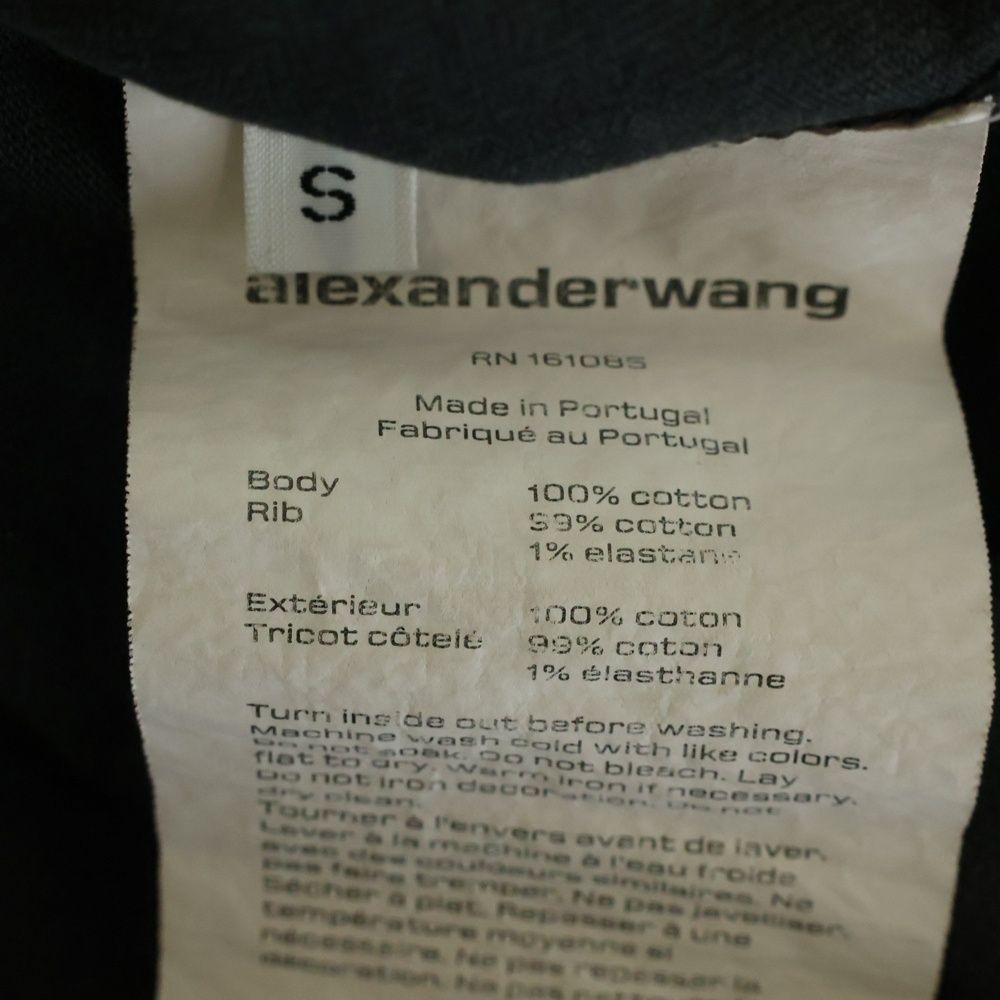 S
alexanderwang
RN 161085
Made in Portugal
Fabriqué au Portugal
Body 100% cotton
Rib 99% cotton
1% elastane
Extérieur 100% coton
Tricot côtelé 99% coton
1% élasthanne
Turn inside out before washing.
Machine wash cold with like colors.
Do not soak. Do not bleach. Lay
flat to dry. Warm iron if necessary.
Do not iron decoration. Do not
dry clean.
Tourner à l'envers avant de laver.
Laver à la machine à l'eau froide
avec des couleurs similaires. Ne
pas faire tremper. Ne pas javelliser.
Sécher à plat. Repasser à une
température moyenne si
nécessaire. Ne pas repasser la
décoration. Ne pas